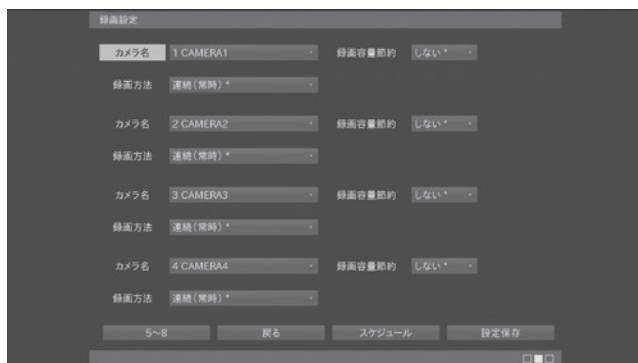 録画設定
カメラ名 1 CAMERA1 録画容量節約 しない *
録画方法 連続(常時) *
カメラ名 2 CAMERA2 録画容量節約 しない *
録画方法 連続(常時) *
カメラ名 3 CAMERA3 録画容量節約 しない *
録画方法 連続(常時) *
カメラ名 4 CAMERA4 録画容量節約 しない *
録画方法 連続(常時) *
5~8 戻る スケジュール 設定保存